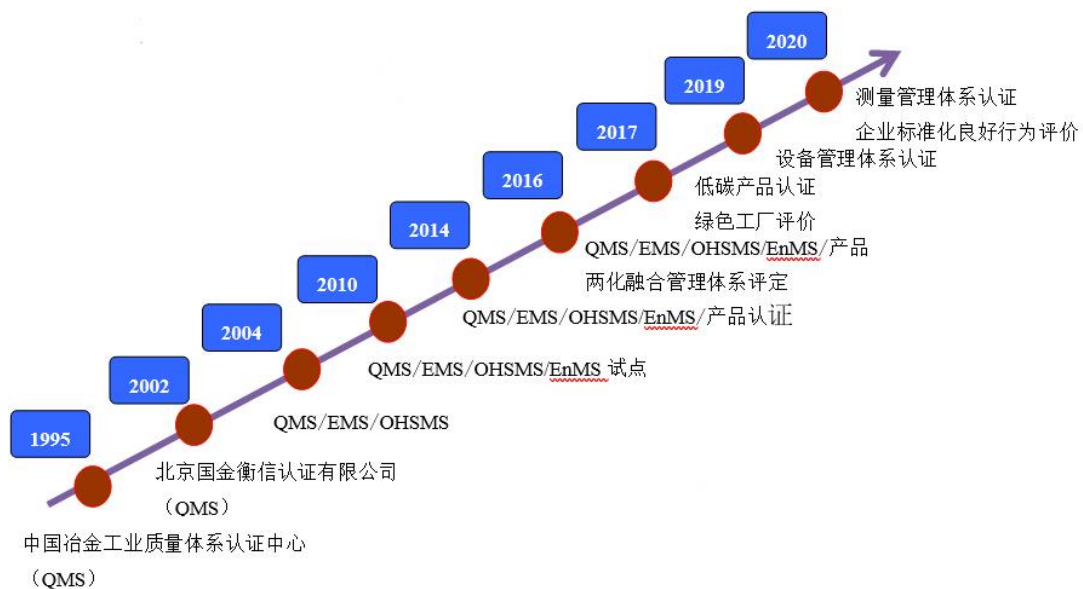 2020
2019
2017
2016
2014
2010
2004
2002
1995
测量管理体系认证
企业标准化良好行为评价
设备管理体系认证
低碳产品认证
绿色工厂评价
QMS/EMS/OHSMS/EnMS/产品
两化融合管理体系评定
QMS/EMS/OHSMS/EnMS/产品认证
QMS/EMS/OHSMS/EnMS 试点
QMS/EMS/OHSMS
北京国金衡信认证有限公司
（QMS）
中国冶金工业质量体系认证中心
（QMS）